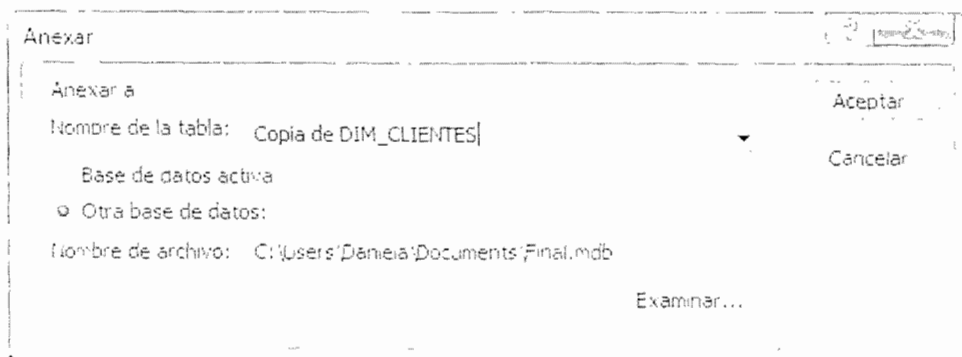 Anexar
Anexar a
Nombre de la tabla: Copia de DIM_CLIENTES
Aceptar
Base de datos activa
Cancelar
Otra base de datos:
Nombre de archivo: C:\Users\Daniela\Documents\Final.mdb
Examinar...